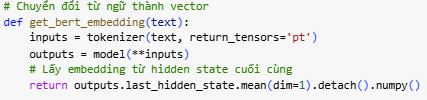 # Chuyển đổi từ ngữ thành vector
def get_bert_embedding(text):
    inputs = tokenizer(text, return_tensors='pt')
    outputs = model(**inputs)
    # Lấy embedding từ hidden state cuối cùng
    return outputs.last_hidden_state.mean(dim=1).detach().numpy()